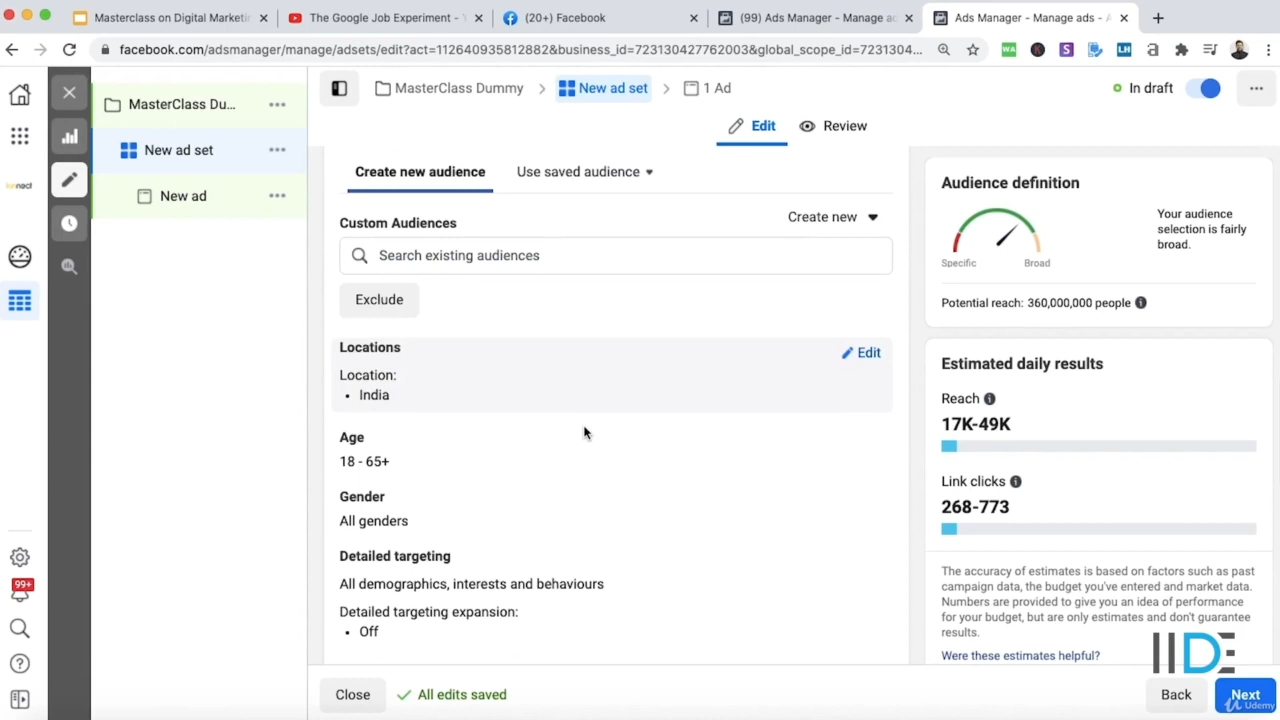 Masterclass on Digital Marketi
The Google Job Experiment - Y
(20+) Facebook
(99) Ads Manager - Manage ad
Ads Manager - Manage ads - A
facebook.com/adsmanager/manage/adsets/edit?act=112640935812882&business_id=723130427762003&global_scope_id=7231304...
WA
K
S
LH
a
MasterClass Dummy
New ad set
1 Ad
In draft
MasterClass Du...
New ad set
New ad
Edit
Review
Create new audience
Use saved audience
Custom Audiences
Create new
Search existing audiences
Exclude
Locations
Edit
Location:
• India
Age
18 - 65+
Gender
All genders
Detailed targeting
All demographics, interests and behaviours
Detailed targeting expansion:
• Off
Audience definition
Your audience
selection is fairly
broad.
Specific
Broad
Potential reach: 360,000,000 people
Estimated daily results
Reach
17K-49K
Link clicks
268-773
The accuracy of estimates is based on factors such as past
campaign data, the budget you've entered and market data.
Numbers are provided to give you an idea of performance
for your budget, but are only estimates and don't guarantee
results.
Were these estimates helpful?
IIDE
99+
Close
All edits saved
Back
Next
Udemy